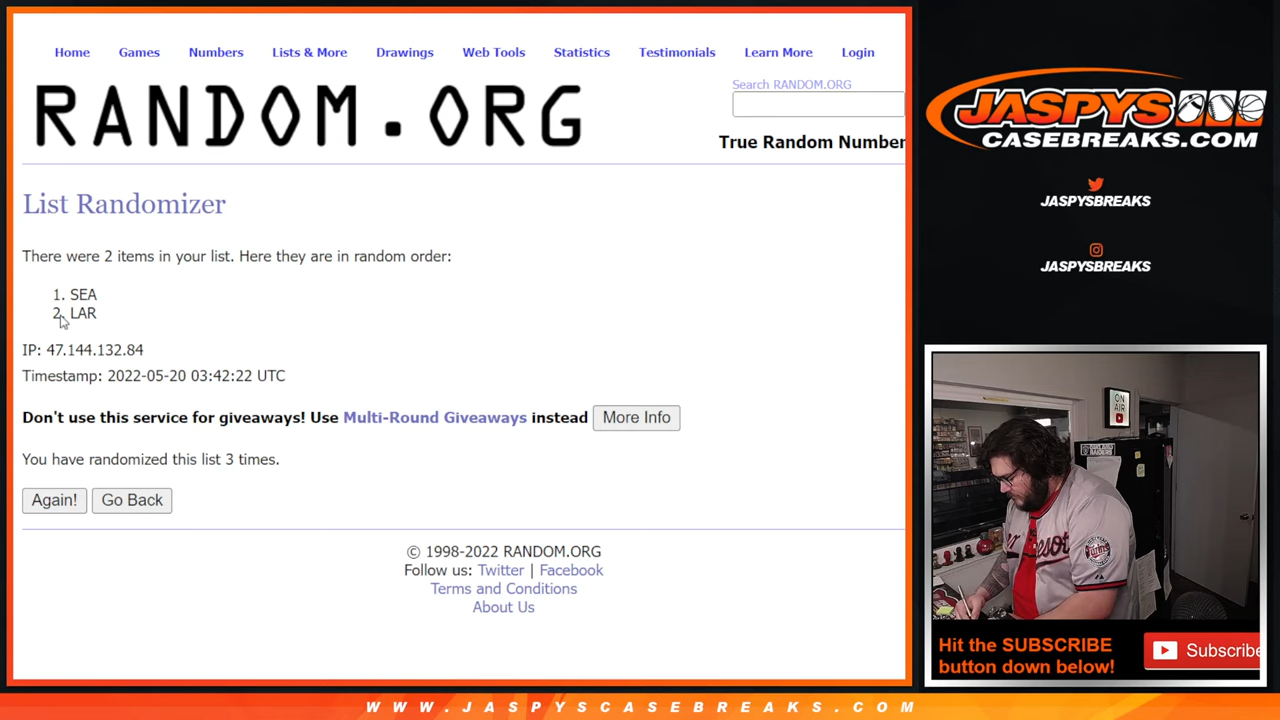 Home Games Numbers Lists & More Drawings Web Tools Statistics Testimonials Learn More Login
RANDOM.ORG
Search RANDOM.ORG
True Random Number
List Randomizer
There were 2 items in your list. Here they are in random order:
1. SEA
2. LAR
IP: 47.144.132.84
Timestamp: 2022-05-20 03:42:22 UTC
Don't use this service for giveaways! Use Multi-Round Giveaways instead More Info
You have randomized this list 3 times.
Again! Go Back
© 1998-2022 RANDOM.ORG
Follow us: Twitter | Facebook
Terms and Conditions
About Us
JASPYS
CASEBREAKS.COM
JASPYSBREAKS
JASPYSBREAKS
ON
AIR
Hit the SUBSCRIBE
button down below!
Subscribe
WWW.JASPYSCASEBREAKS.COM